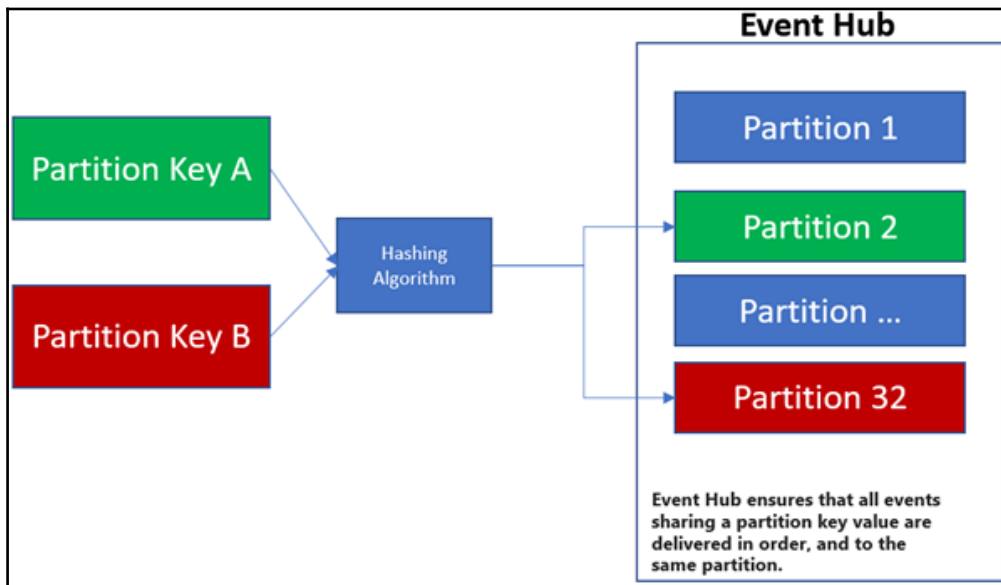 Event Hub
Partition Key A
Partition Key B
Hashing
Algorithm
Partition 1
Partition 2
Partition ...
Partition 32
Event Hub ensures that all events
sharing a partition key value are
delivered in order, and to the
same partition.